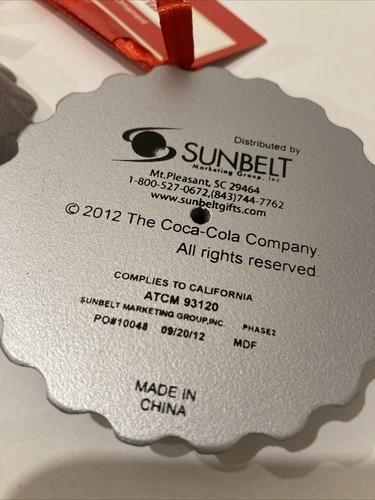 Distributed by
SUNBELT
Marketing Group, Inc
Mt.Pleasant, SC 29464
1-800-527-0672,(843)744-7762
www.sunbeltgifts.com
© 2012 The Coca-Cola Company.
All rights reserved.
COMPLIES TO CALIFORNIA
ATCM 93120
SUNBELT MARKETING GROUP,INC. PHASE2
PO#10048 09/20/12 MDF
MADE IN
CHINA